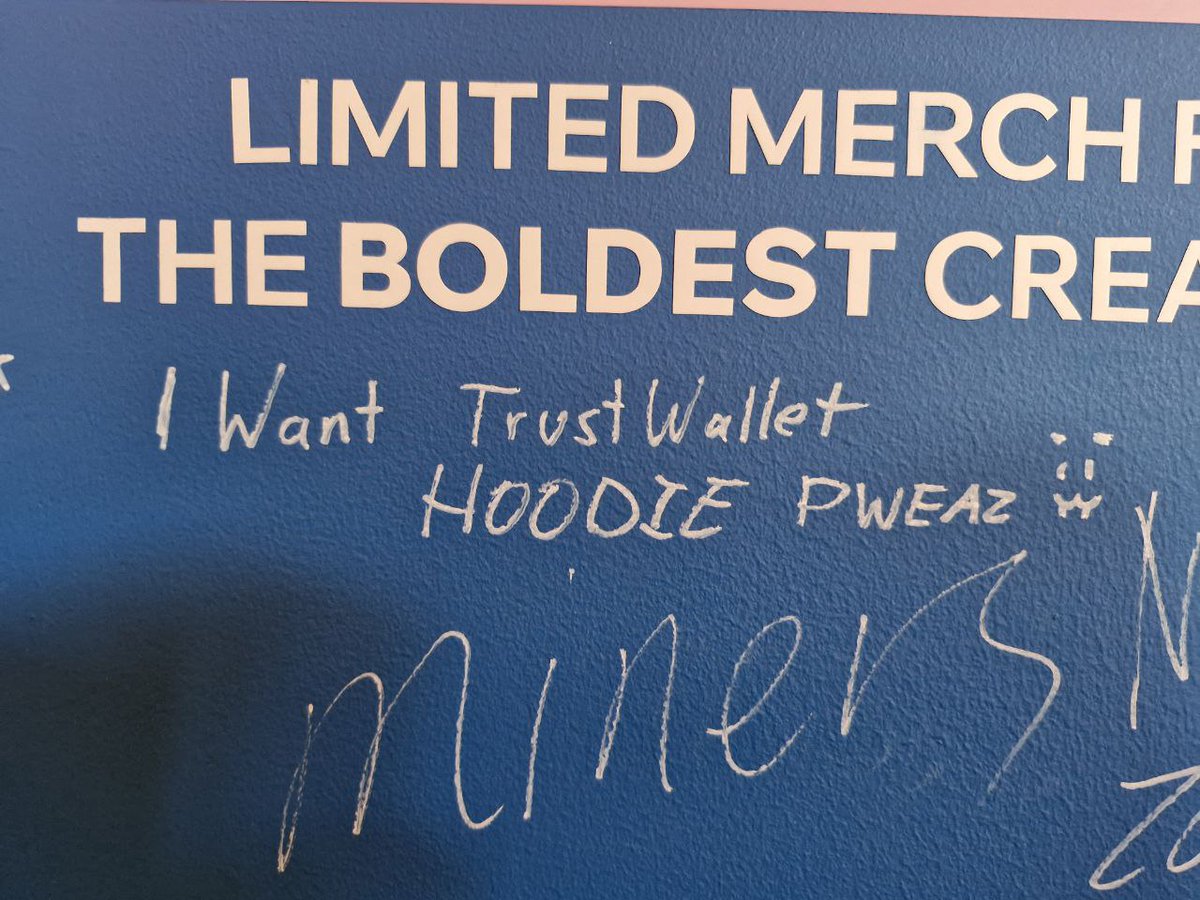 LIMITED MERCH F
THE BOLDEST CREA
I Want TrustWallet
HOODIE PWEAZ
miners
N